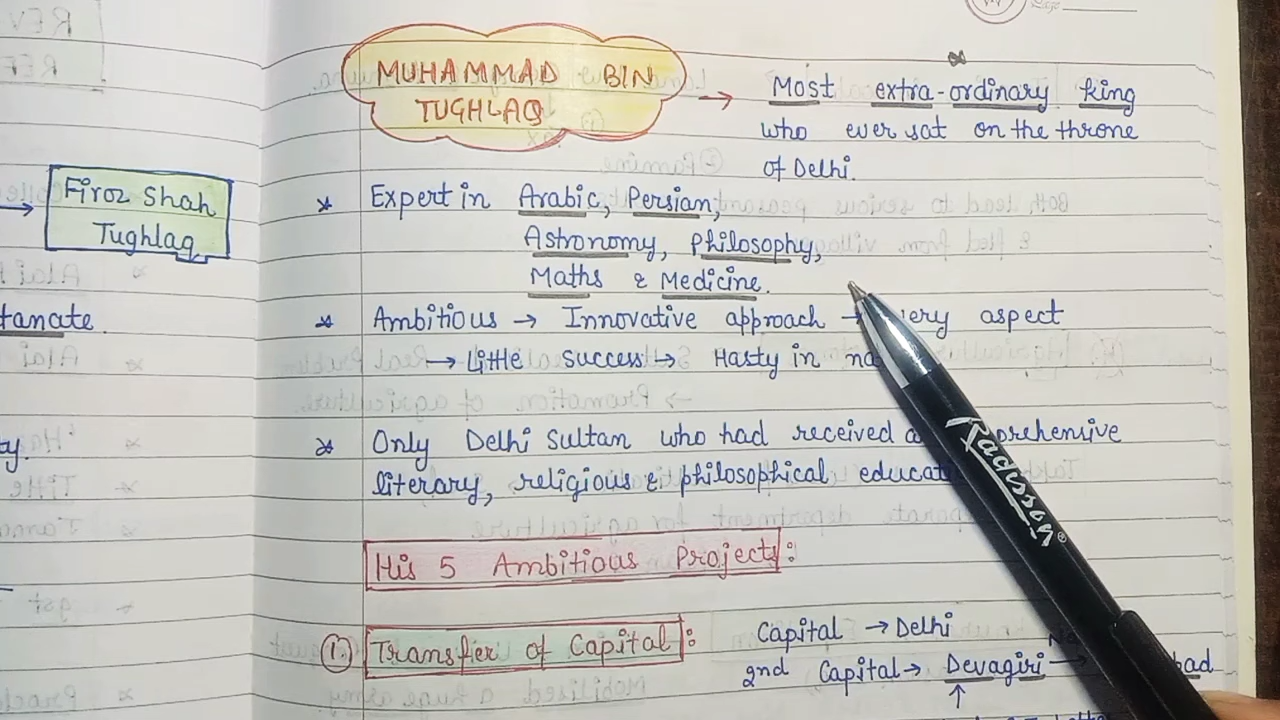 MUHAMMAD BIN
TUGHLAQ
→ Most extra-ordinary king
who ever sat on the throne
of Delhi.
Firoz Shah
Tughlaq
* Expert in Arabic, Persian,
Astronomy, Philosophy,
Maths & Medicine.
* Ambitious → Innovative approach → aspect
→ Little success → Hasty in
tanate.
* Only Delhi Sultan who had received
literary, religious & philosophical
ty.
His 5 Ambitious Projects:
1. Transfer of Capital:
Capital → Delhi
2nd Capital → Devagiri →
Radisson